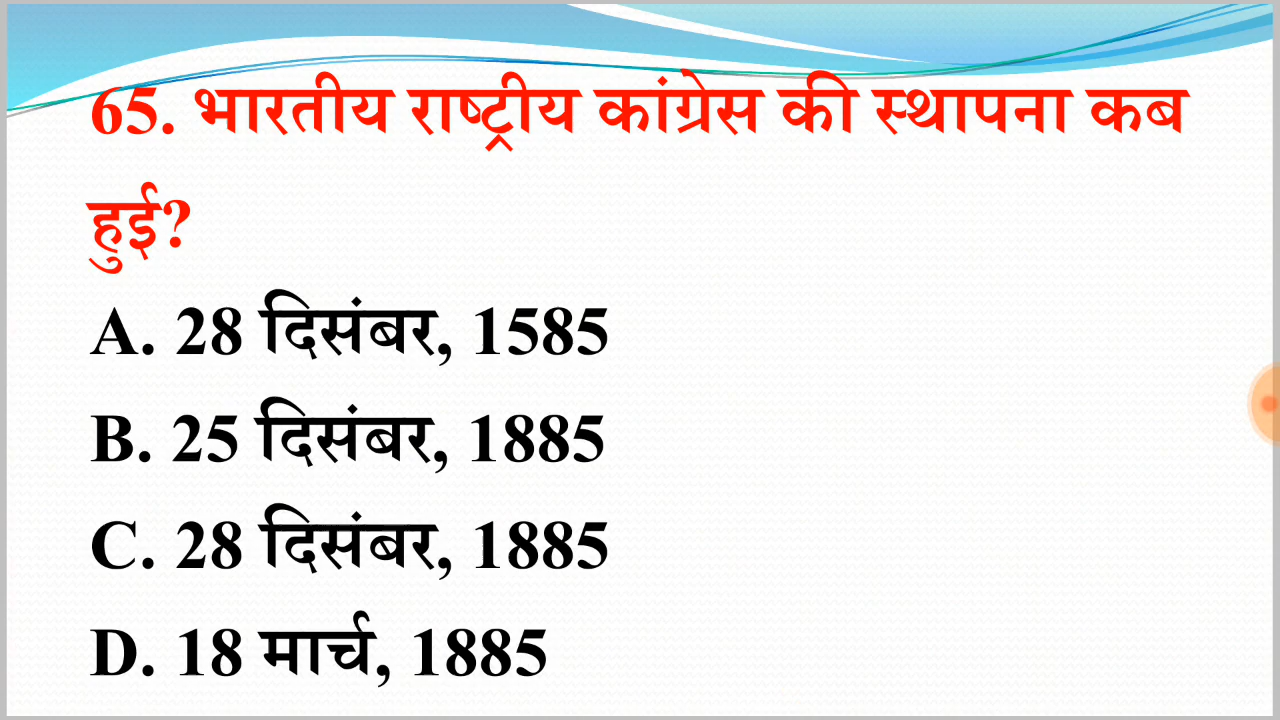 65. भारतीय राष्ट्रीय कांग्रेस की स्थापना कब
हुई?
A. 28 दिसंबर, 1585
B. 25 दिसंबर, 1885
C. 28 दिसंबर, 1885
D. 18 मार्च, 1885